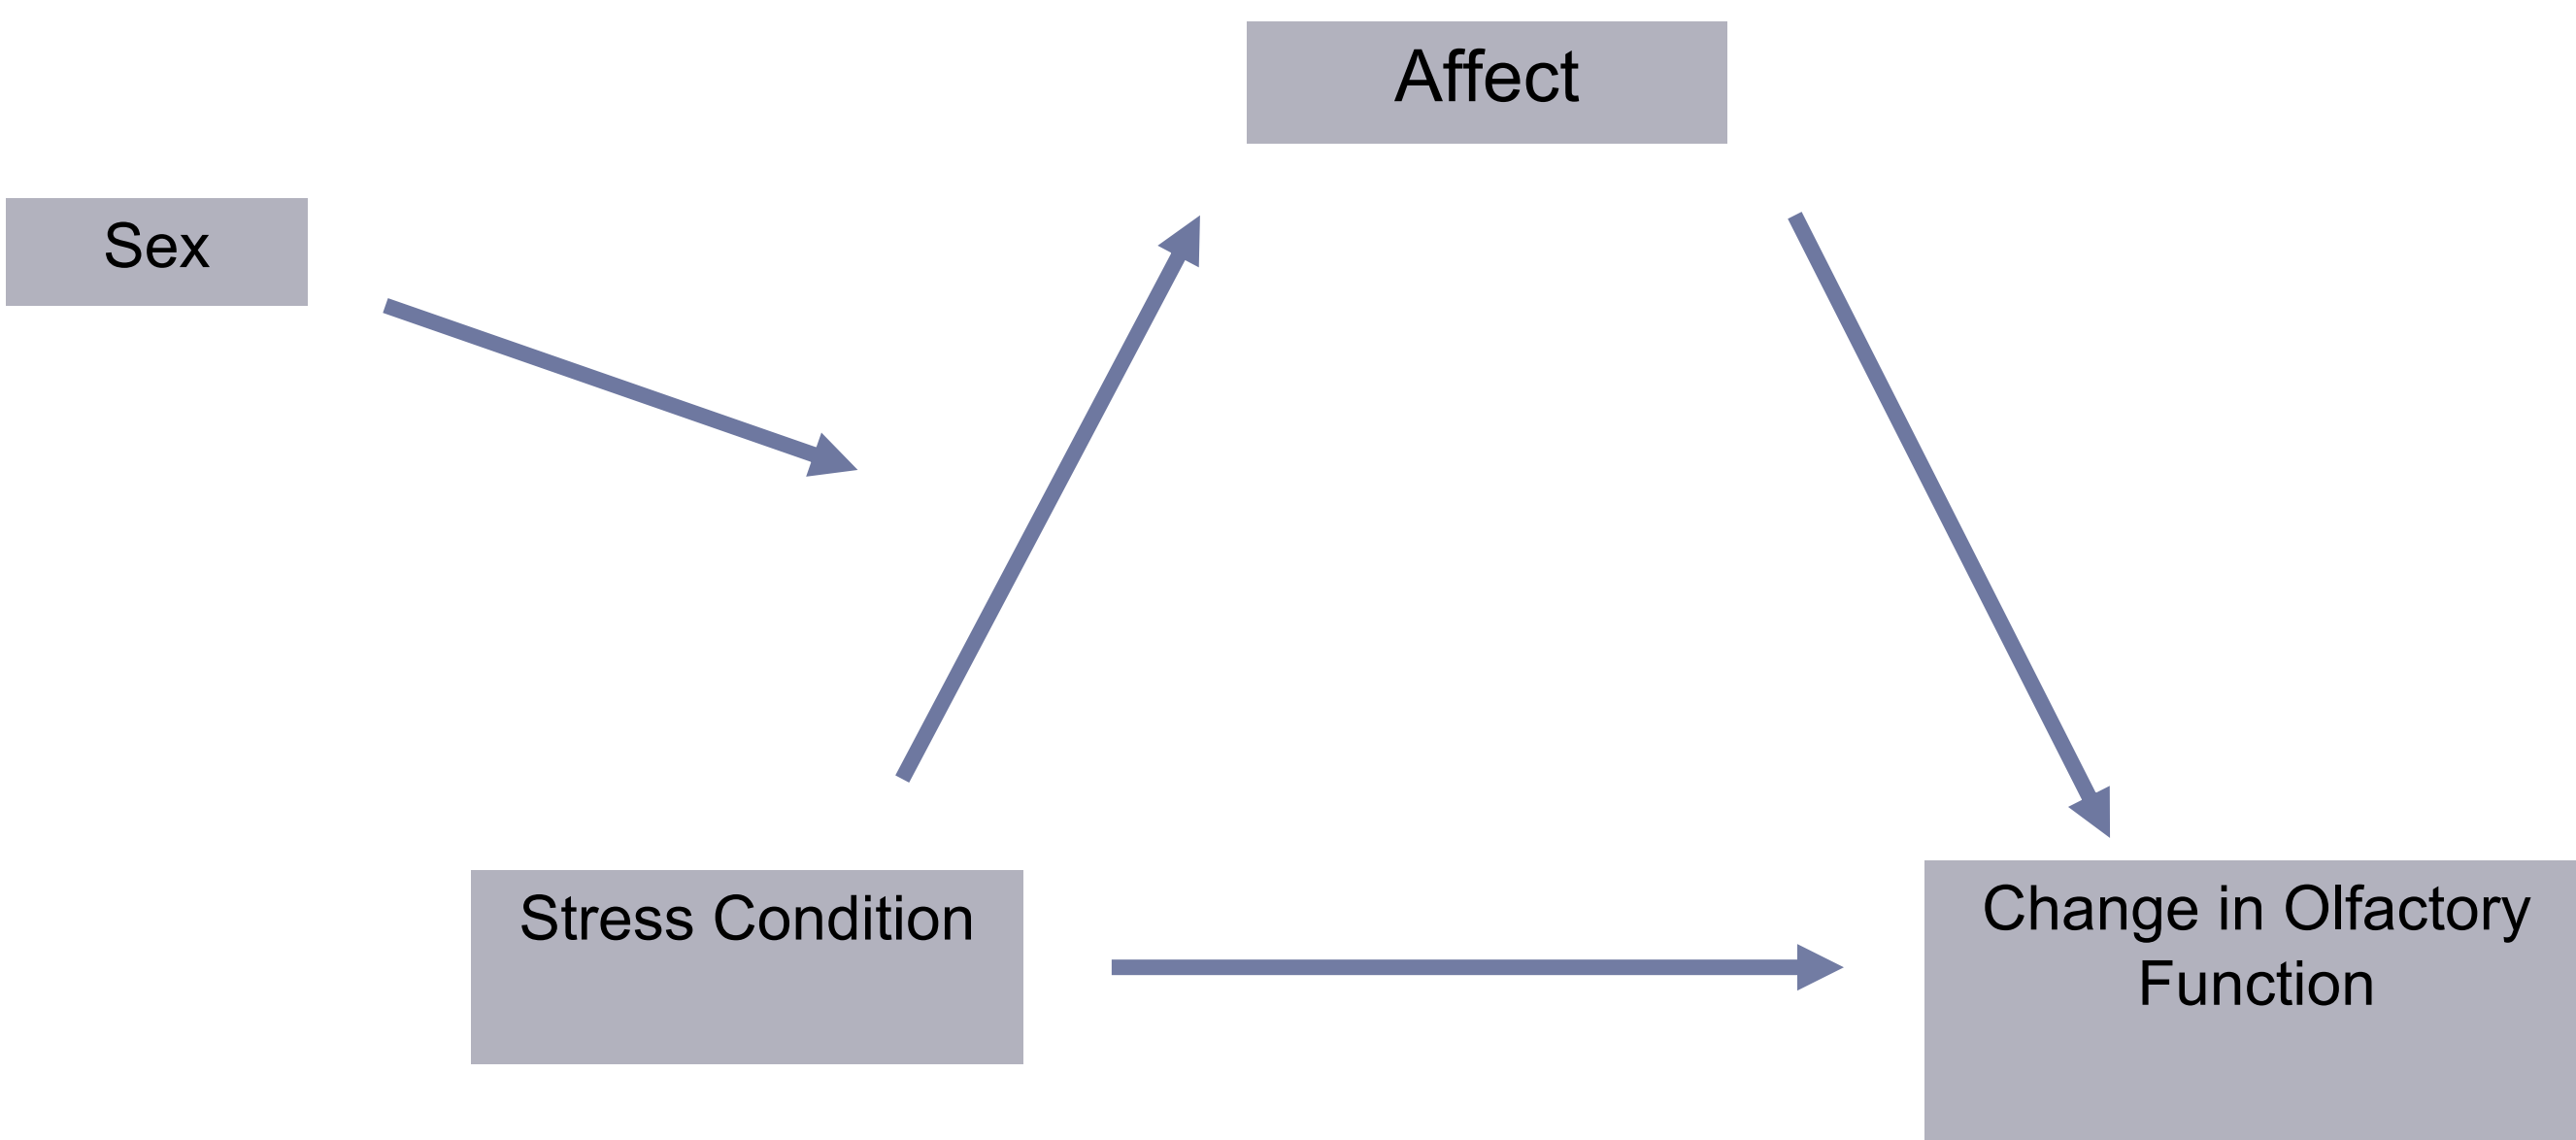 Affect
Sex
Stress Condition
Change in Olfactory
Function